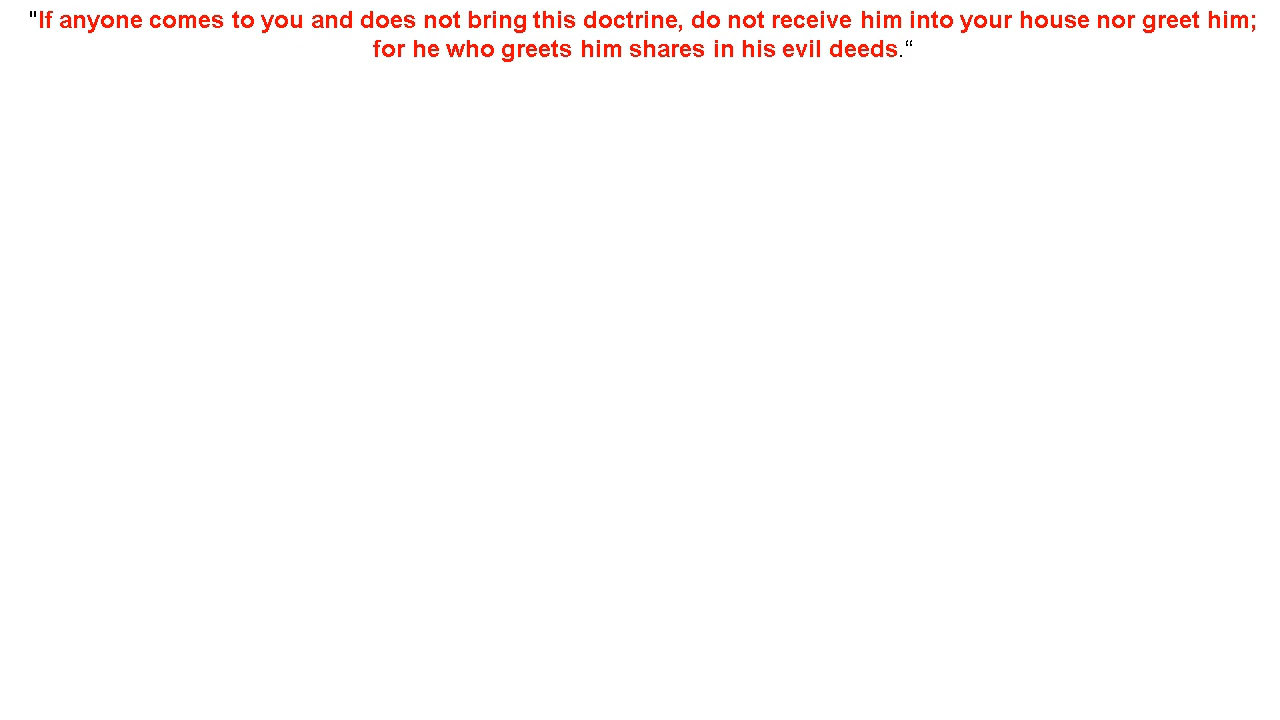 "If anyone comes to you and does not bring this doctrine, do not receive him into your house nor greet him;
for he who greets him shares in his evil deeds.“